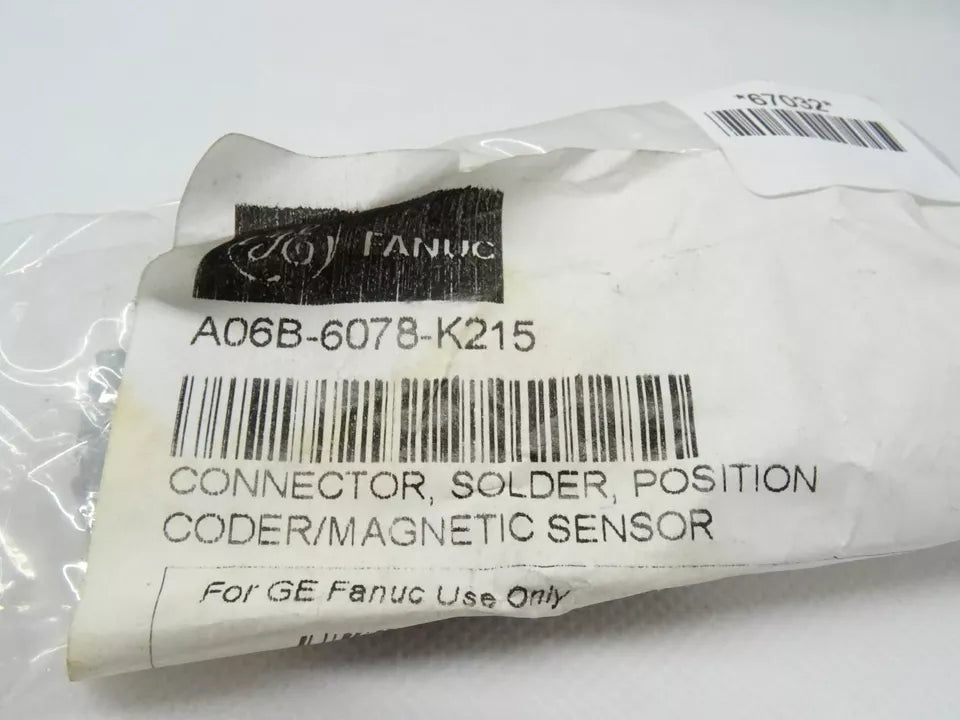 *67032*
FANUC
A06B-6078-K215
CONNECTOR, SOLDER, POSITION
CODER/MAGNETIC SENSOR
For GE Fanuc Use Only